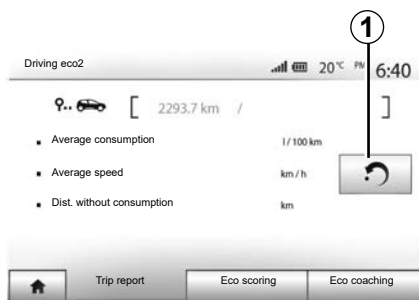 1
Driving eco2 20°C PM 6:40
[ 2293.7 km / ]
Average consumption l / 100 km
Average speed km / h
Dist. without consumption km
Trip report Eco scoring Eco coaching